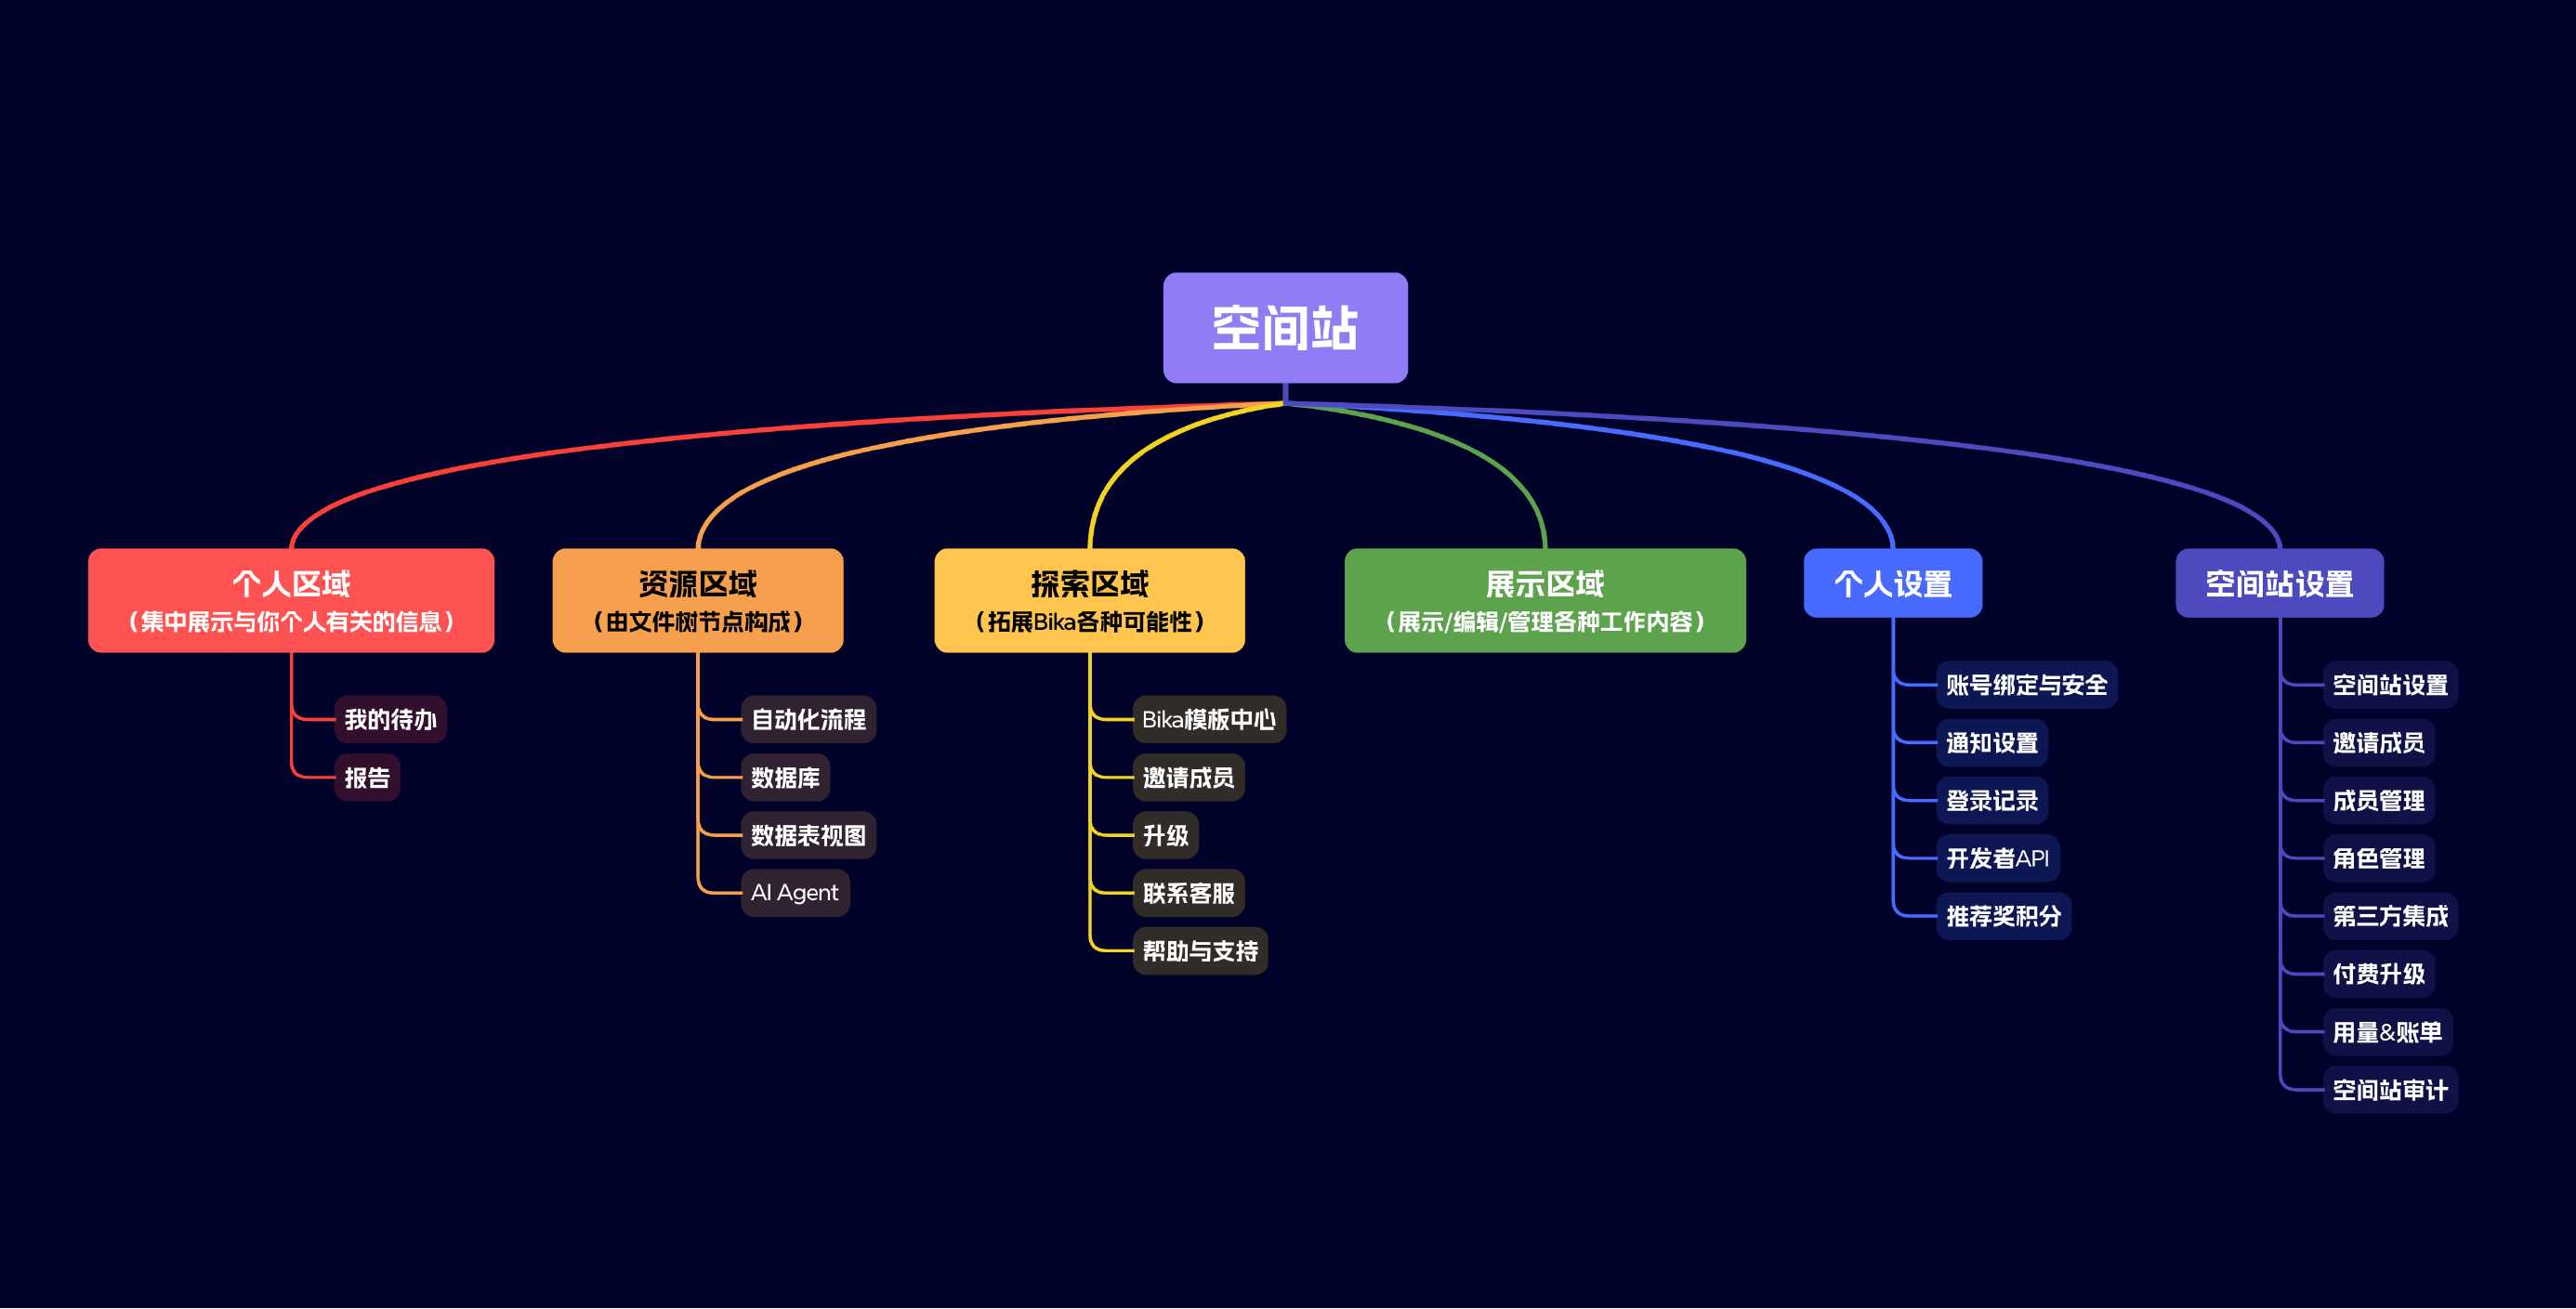 空间站
个人区域
（集中展示与你个人有关的信息）
我的待办
报告
资源区域
（由文件树节点构成）
自动化流程
数据库
数据表视图
AI Agent
探索区域
（拓展Bika各种可能性）
Bika模板中心
邀请成员
升级
联系客服
帮助与支持
展示区域
（展示/编辑/管理各种工作内容）
个人设置
账号绑定与安全
通知设置
登录记录
开发者API
推荐奖积分
空间站设置
空间站设置
邀请成员
成员管理
角色管理
第三方集成
付费升级
用量&账单
空间站审计